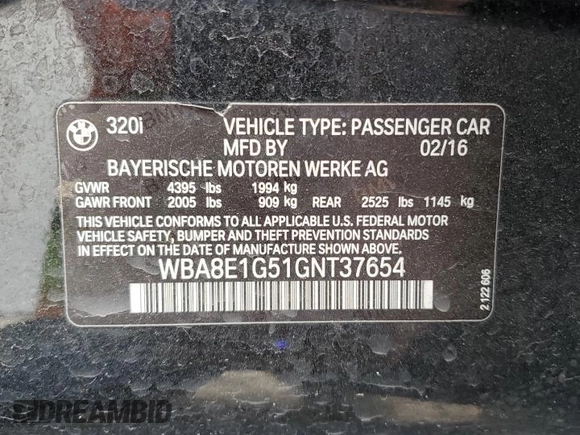 320i VEHICLE TYPE: PASSENGER CAR
MFD BY 02/16
BAYERISCHE MOTOREN WERKE AG
GVWR 4395 lbs 1994 kg
GAWR FRONT 2005 lbs 909 kg REAR 2525 lbs 1145 kg
THIS VEHICLE CONFORMS TO ALL APPLICABLE U.S. FEDERAL MOTOR
VEHICLE SAFETY, BUMPER AND THEFT PREVENTION STANDARDS
IN EFFECT ON THE DATE OF MANUFACTURE SHOWN ABOVE.
WBA8E1G51GNT37654
2 122 606
DREAMBID